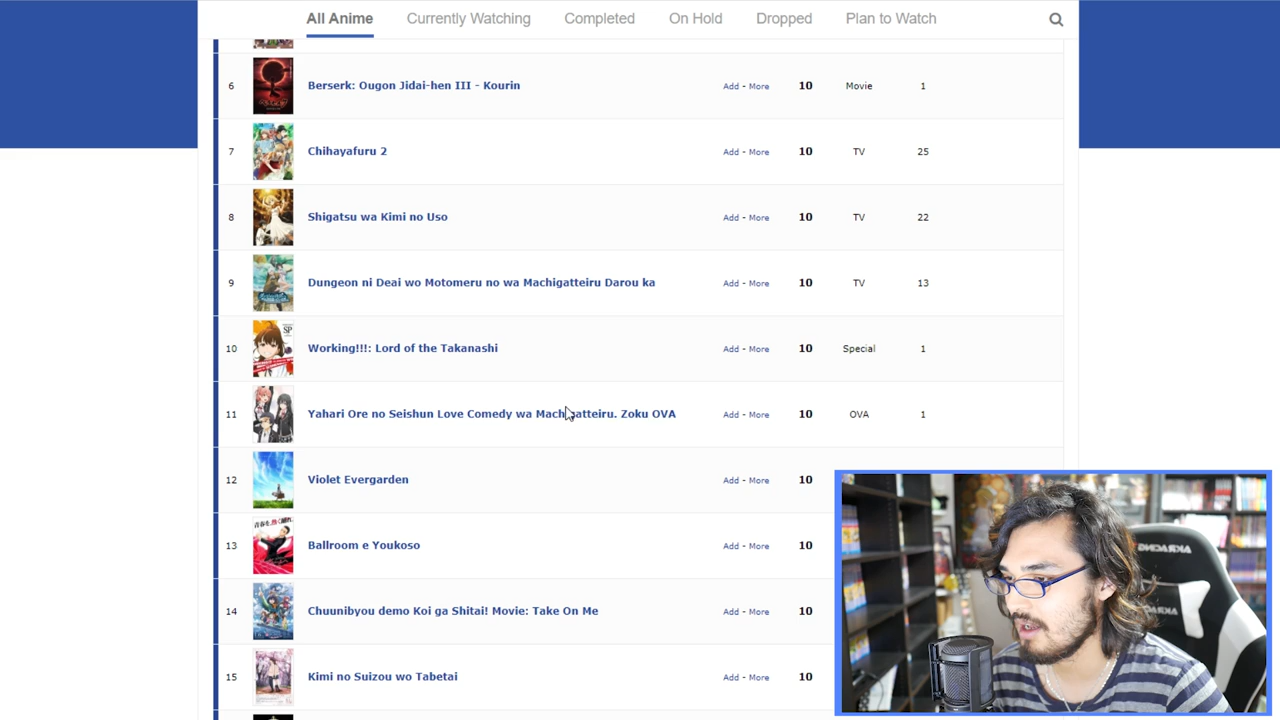 All Anime Currently Watching Completed On Hold Dropped Plan to Watch
6 Berserk: Ougon Jidai-hen III - Kourin Add - More 10 Movie 1
7 Chihayafuru 2 Add - More 10 TV 25
8 Shigatsu wa Kimi no Uso Add - More 10 TV 22
9 Dungeon ni Deai wo Motomeru no wa Machigatteiru Darou ka Add - More 10 TV 13
10 Working!!!: Lord of the Takanashi Add - More 10 Special 1
11 Yahari Ore no Seishun Love Comedy wa Machigatteiru. Zoku OVA Add - More 10 OVA 1
12 Violet Evergarden Add - More 10
13 Ballroom e Youkoso Add - More 10
14 Chuunibyou demo Koi ga Shitai! Movie: Take On Me Add - More 10
15 Kimi no Suizou wo Tabetai Add - More 10
AKRACING